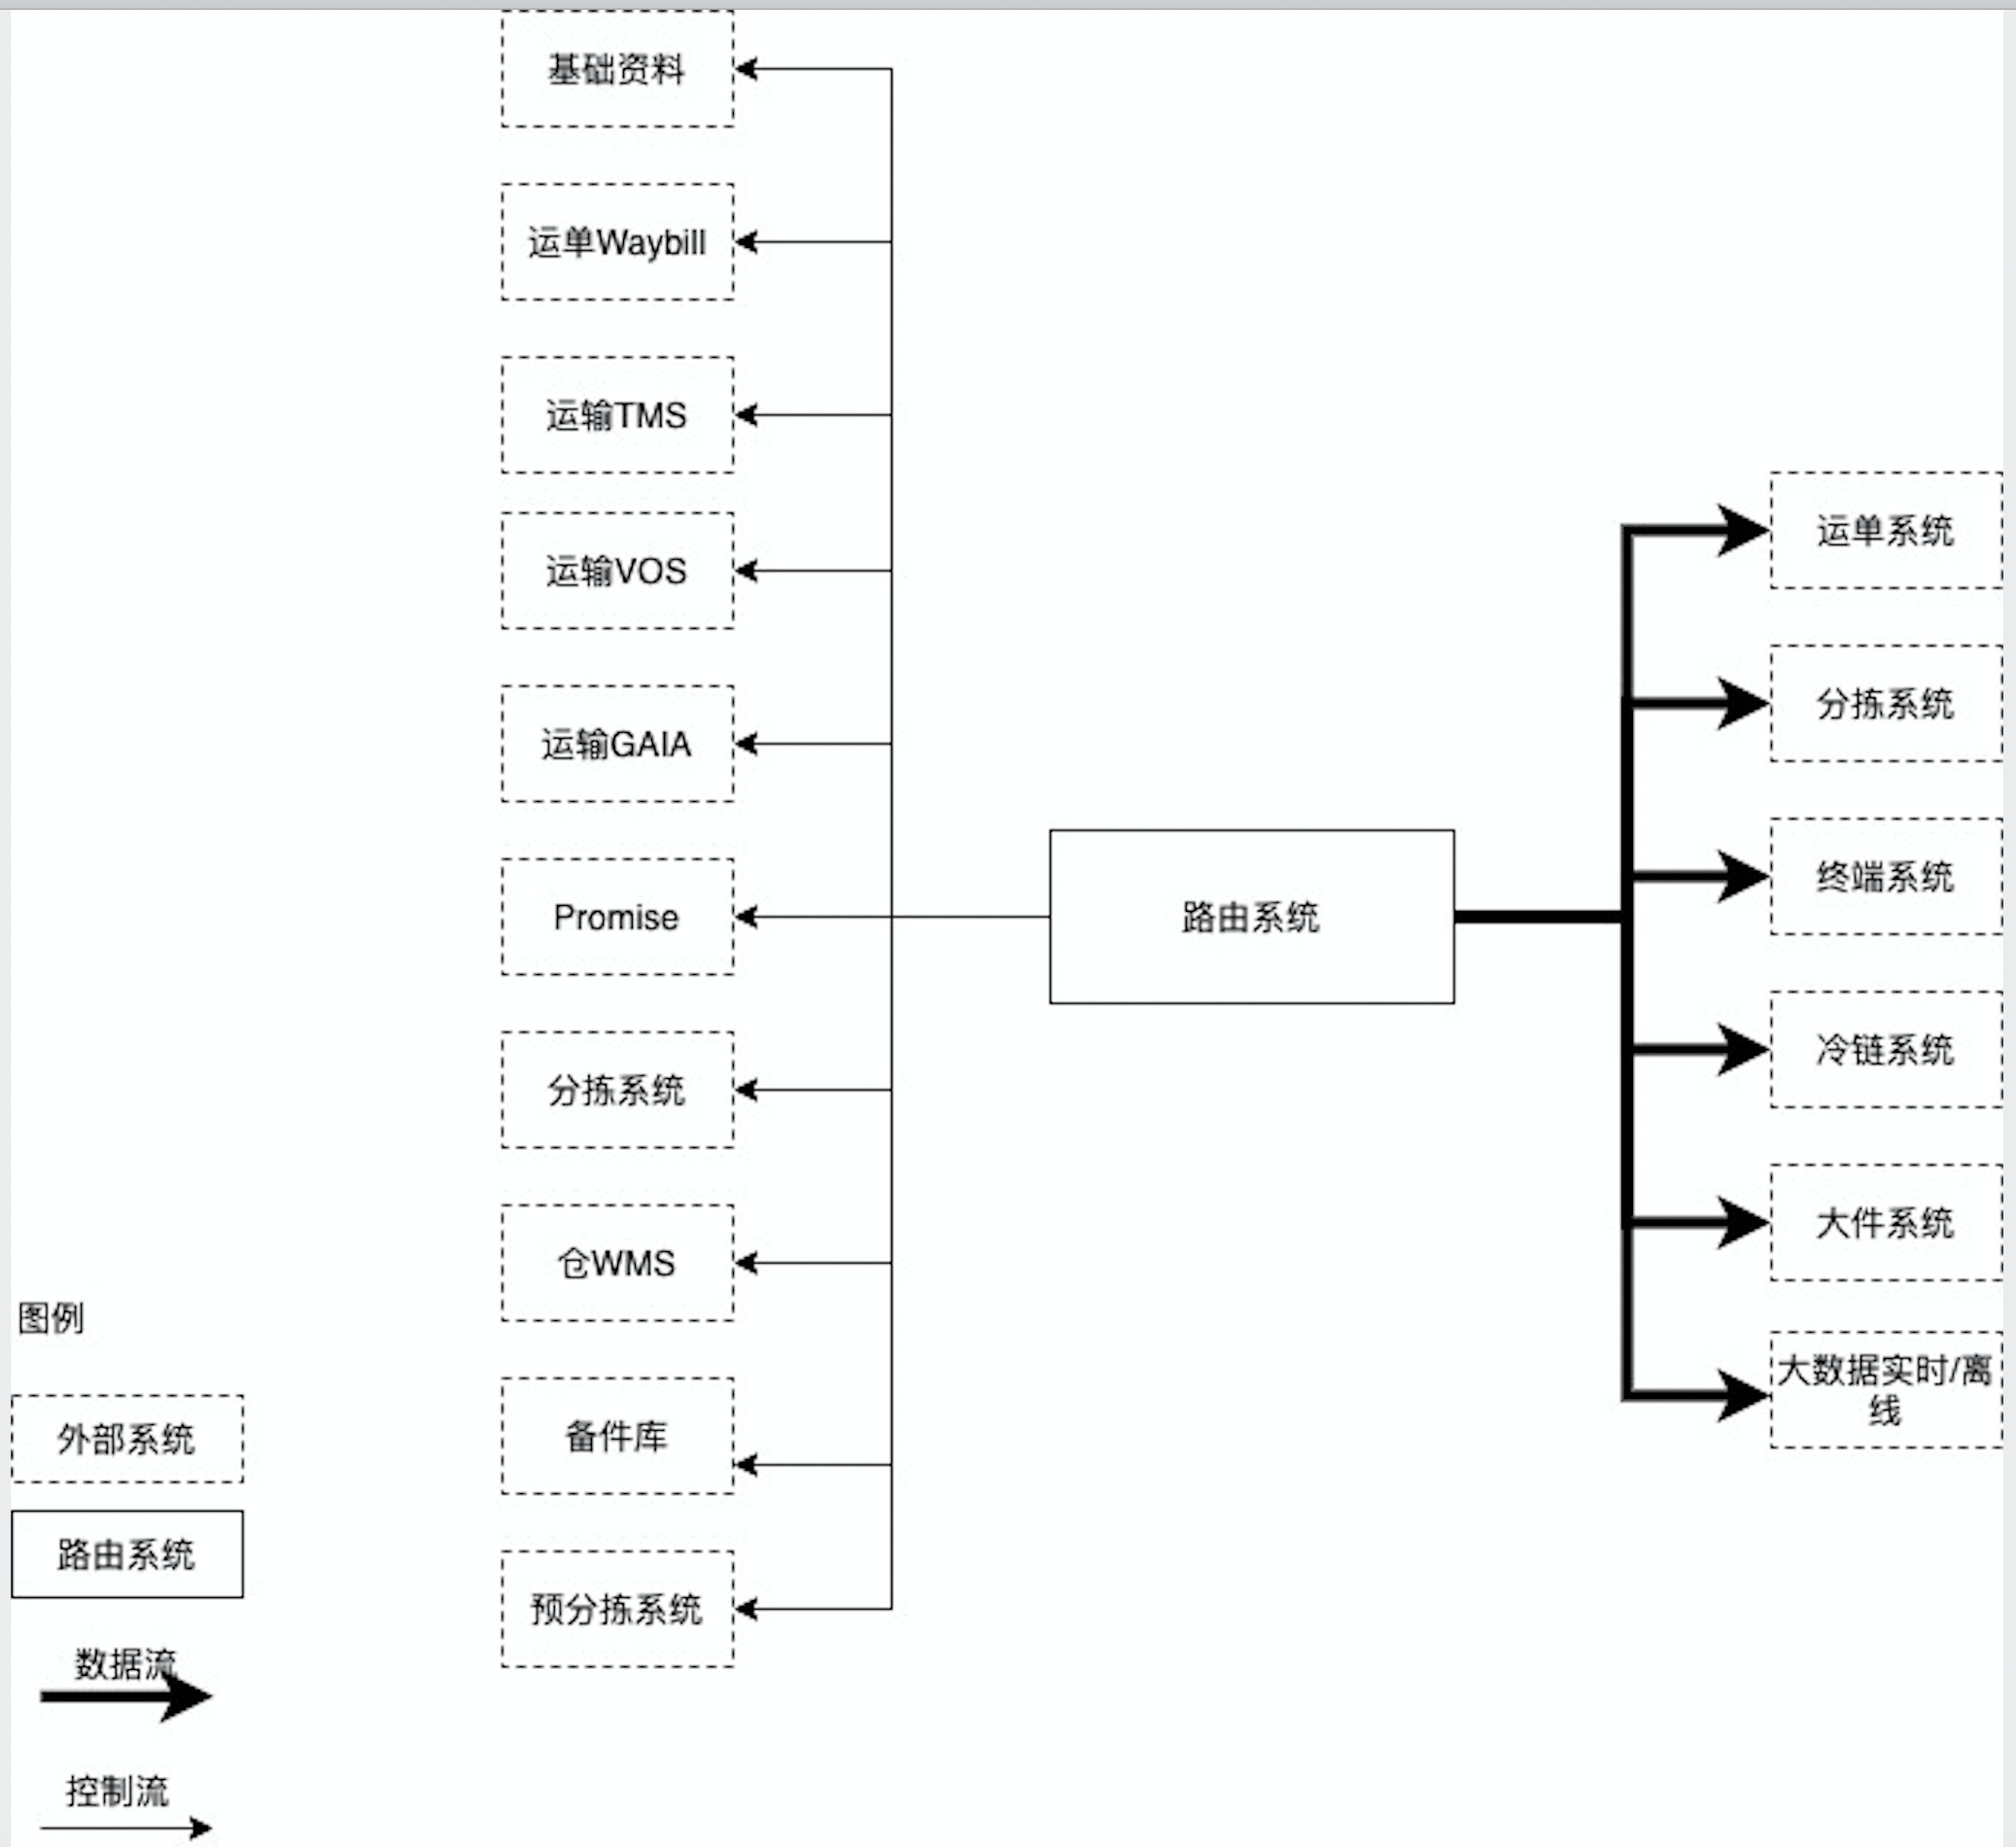 基础资料
运单Waybill
运输TMS
运输VOS
运输GAIA
Promise
分拣系统
仓WMS
备件库
预分拣系统
路由系统
运单系统
分拣系统
终端系统
冷链系统
大件系统
大数据实时/离
线
图例
外部系统
路由系统
数据流
控制流